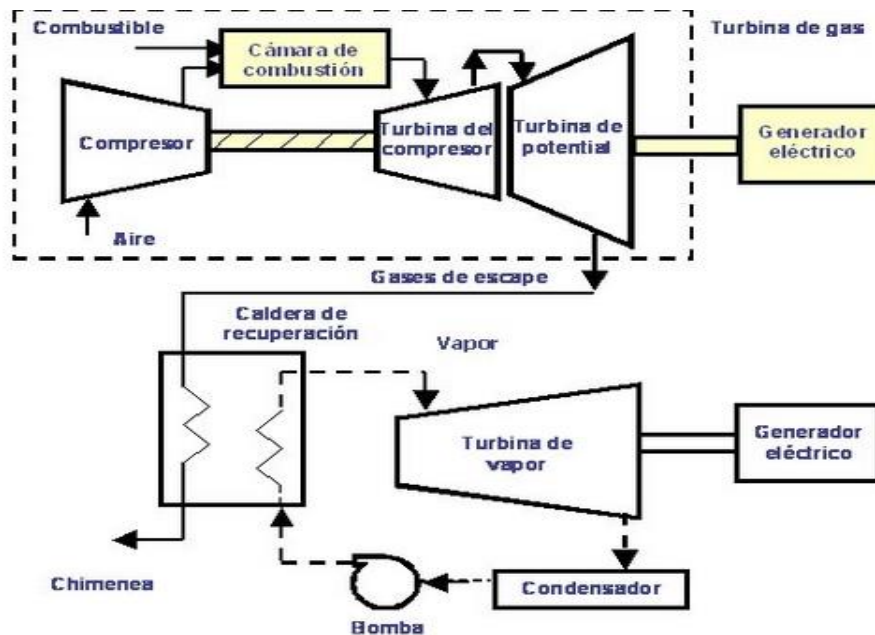 Combustible
Cámara de
combustión
Turbina de gas
Compresor
Turbina del
compresor
Turbina de
potential
Generador
eléctrico
Aire
Gases de escape
Caldera de
recuperación
Vapor
Turbina de
vapor
Generador
eléctrico
Chimenea
Bomba
Condensador